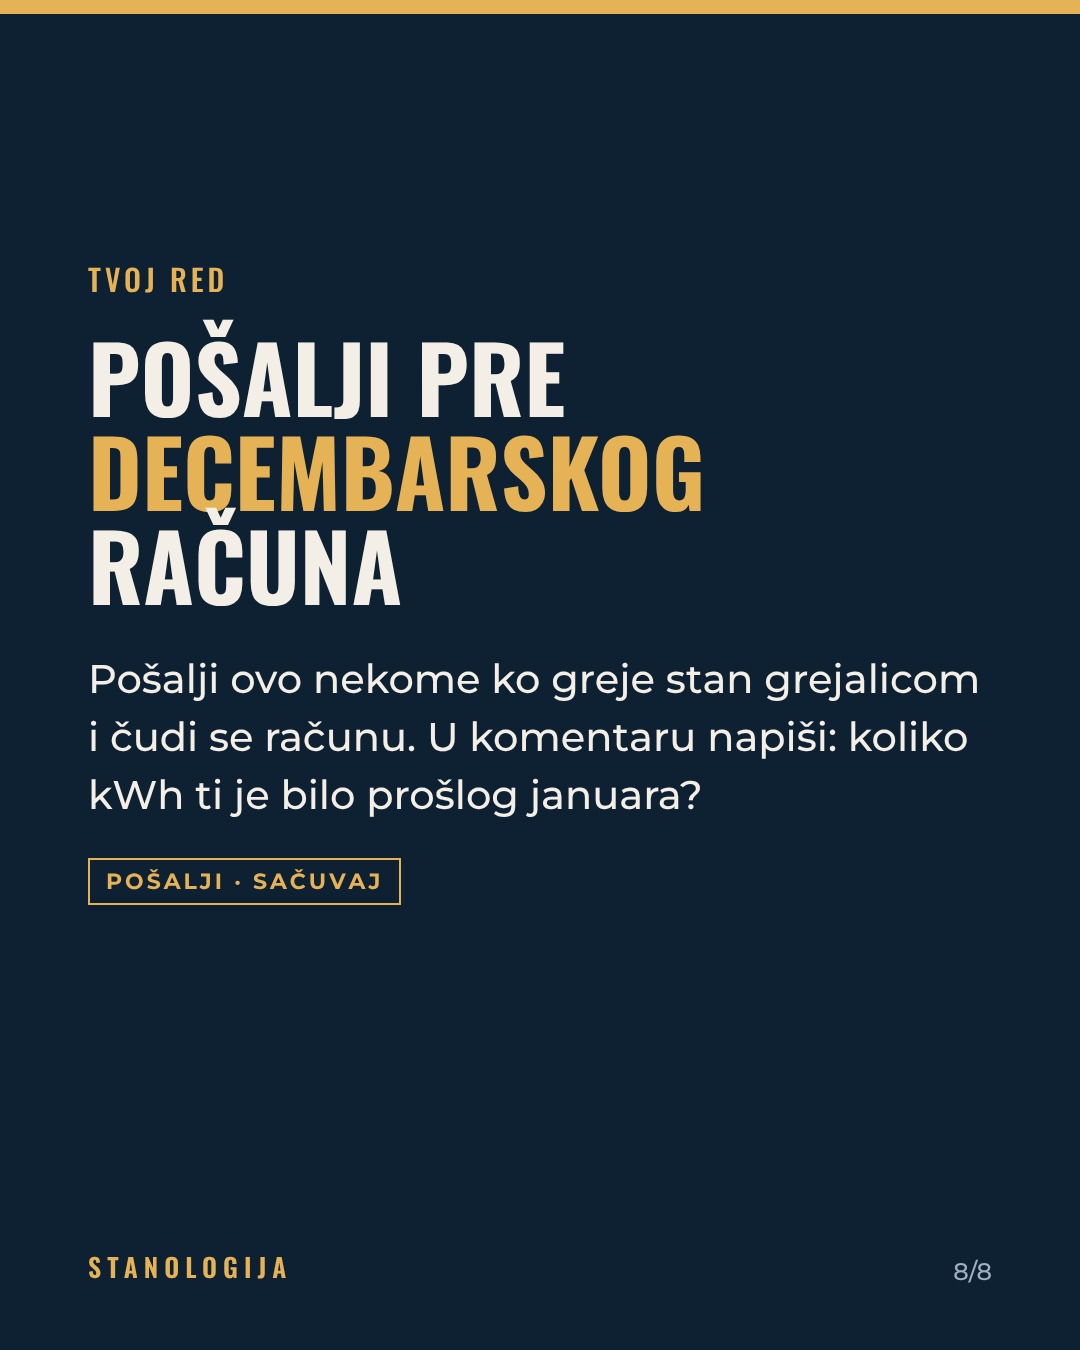 TVOJ RED
POŠALJI PRE
DECEMBARSKOG
RAČUNA
Pošalji ovo nekome ko greje stan grejalicom
i čudi se računu. U komentaru napiši: koliko
kWh ti je bilo prošlog januara?
POŠALJI · SAČUVAJ
STANOLOGIJA
8/8